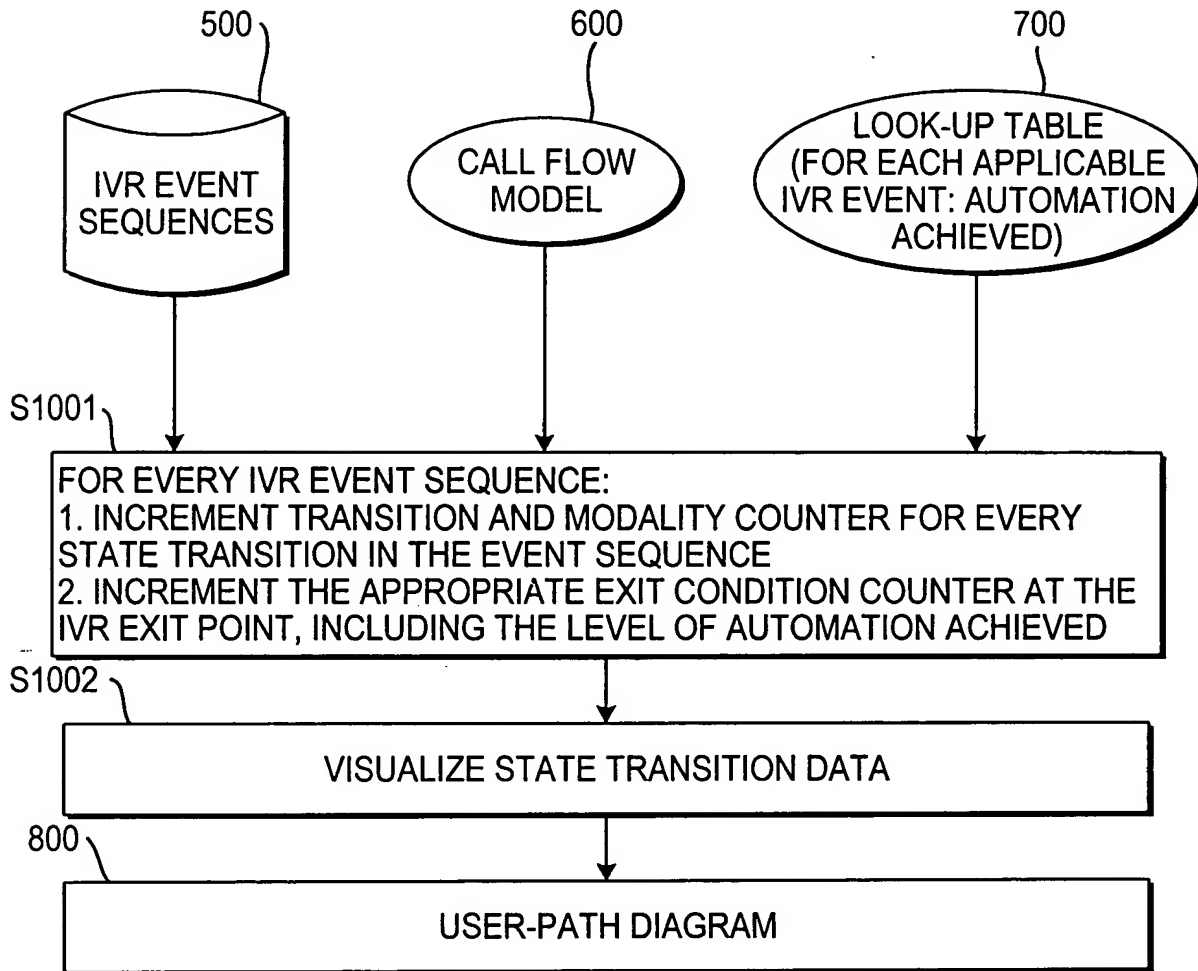 500
600
700
IVR EVENT
SEQUENCES
CALL FLOW
MODEL
LOOK-UP TABLE
(FOR EACH APPLICABLE
IVR EVENT: AUTOMATION
ACHIEVED)
S1001
FOR EVERY IVR EVENT SEQUENCE:
1. INCREMENT TRANSITION AND MODALITY COUNTER FOR EVERY
STATE TRANSITION IN THE EVENT SEQUENCE
2. INCREMENT THE APPROPRIATE EXIT CONDITION COUNTER AT THE
IVR EXIT POINT, INCLUDING THE LEVEL OF AUTOMATION ACHIEVED
S1002
VISUALIZE STATE TRANSITION DATA
800
USER-PATH DIAGRAM